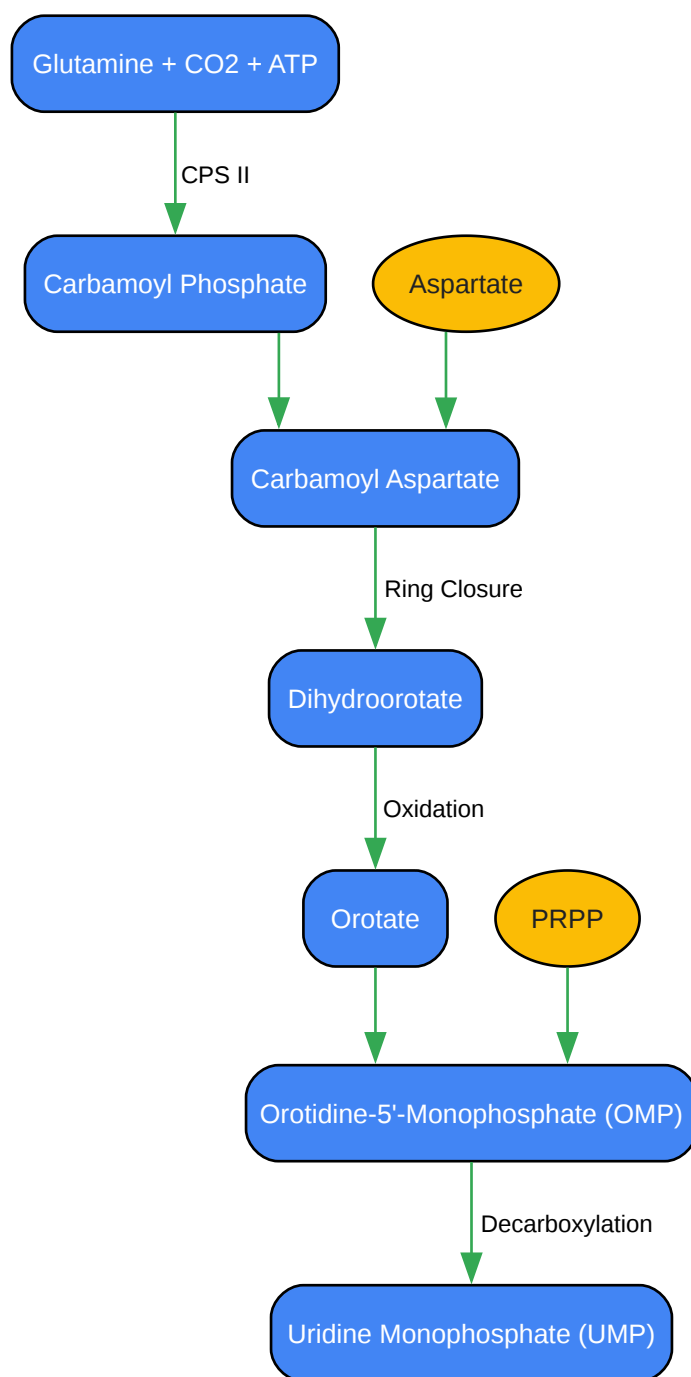 Glutamine + CO2 + ATP
CPS II
Carbamoyl Phosphate
Aspartate
Carbamoyl Aspartate
Ring Closure
Dihydroorotate
Oxidation
Orotate
PRPP
Orotidine-5'-Monophosphate (OMP)
Decarboxylation
Uridine Monophosphate (UMP)